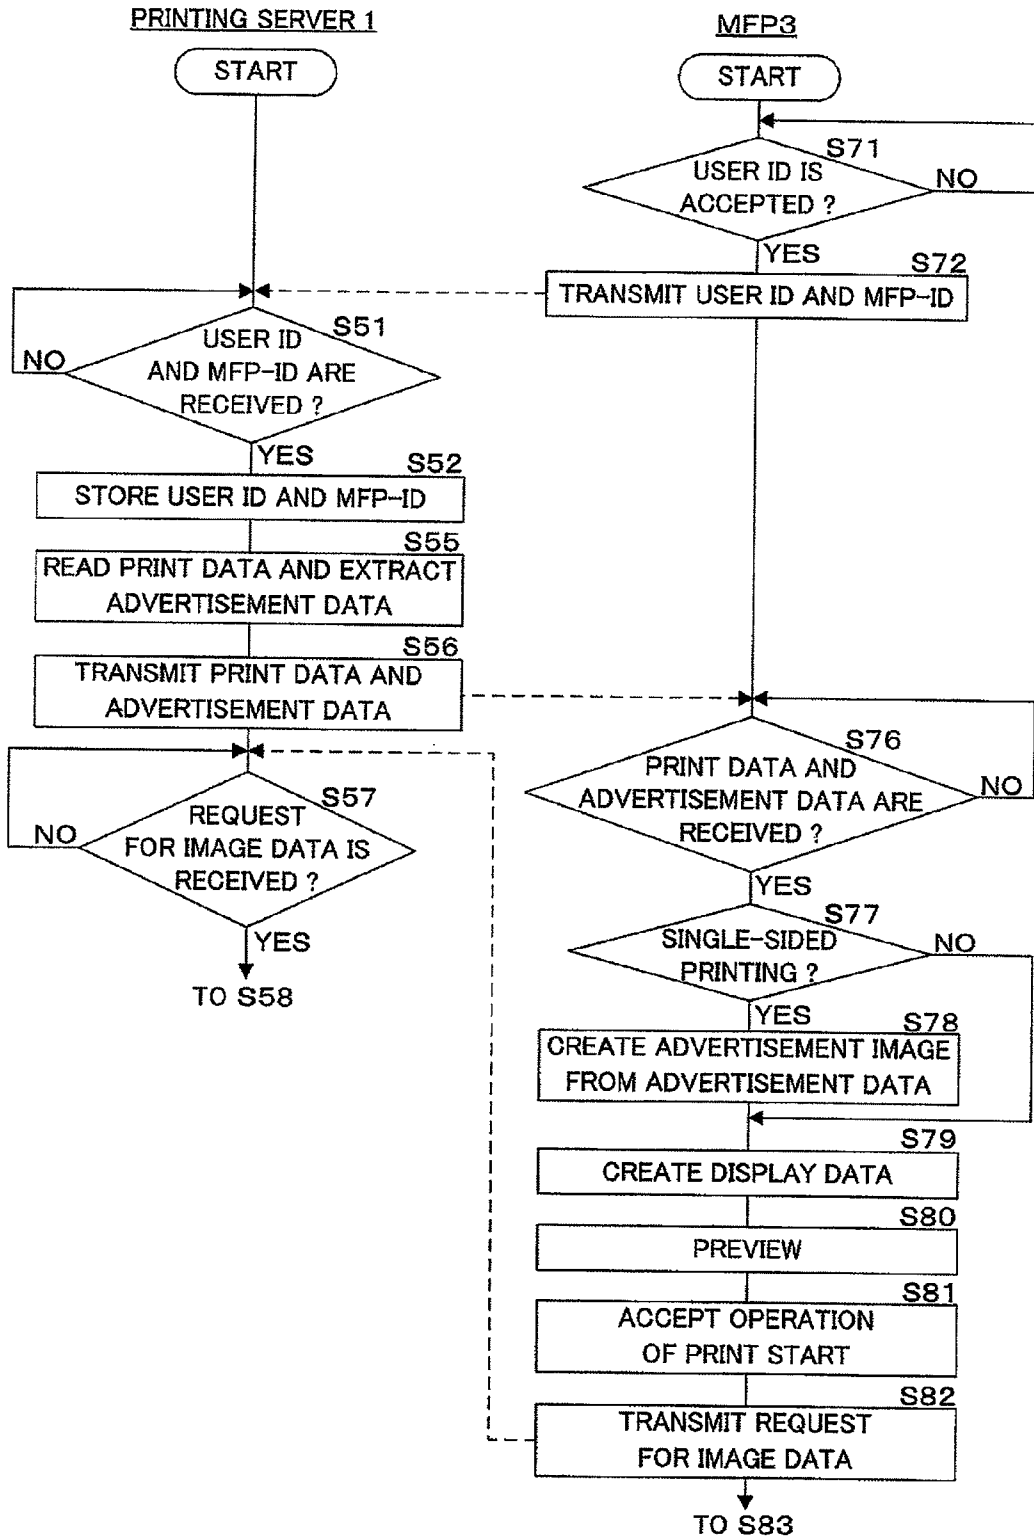 PRINTING SERVER 1
START
S51
USER ID
AND MFP-ID ARE
RECEIVED ?
NO
YES
S52
STORE USER ID AND MFP-ID
S55
READ PRINT DATA AND EXTRACT
ADVERTISEMENT DATA
S56
TRANSMIT PRINT DATA AND
ADVERTISEMENT DATA
S57
REQUEST
FOR IMAGE DATA IS
RECEIVED ?
NO
YES
TO S58
MFP3
START
S71
USER ID IS
ACCEPTED ?
NO
YES
S72
TRANSMIT USER ID AND MFP-ID
S76
PRINT DATA AND
ADVERTISEMENT DATA ARE
RECEIVED ?
NO
YES
S77
SINGLE-SIDED
PRINTING ?
NO
YES
S78
CREATE ADVERTISEMENT IMAGE
FROM ADVERTISEMENT DATA
S79
CREATE DISPLAY DATA
S80
PREVIEW
S81
ACCEPT OPERATION
OF PRINT START
S82
TRANSMIT REQUEST
FOR IMAGE DATA
TO S83